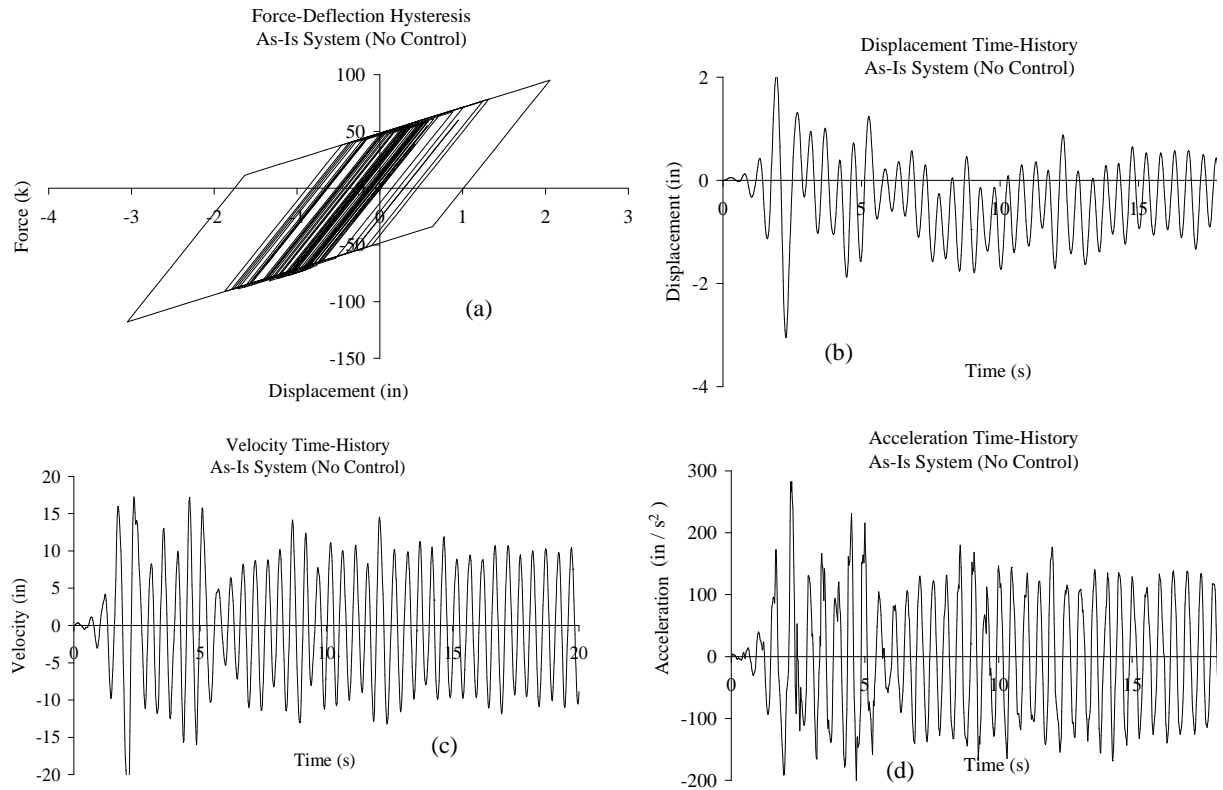 Force-Deflection Hysteresis
As-Is System (No Control)
100
50
0
-50
-100
-150
-4
-3
-2
-1
0
1
2
3
Force (k)
(a)
Displacement (in)
Displacement Time-History
As-Is System (No Control)
2
0
-2
-4
0
5
10
15
Displacement (in)
(b)
Time (s)
Velocity Time-History
As-Is System (No Control)
20
15
10
5
0
-5
-10
-15
-20
0
5
10
15
20
Velocity (in)
(c)
Time (s)
Acceleration Time-History
As-Is System (No Control)
300
200
100
0
-100
-200
0
5
10
15
Acceleration (in / s²)
(d)
Time (s)